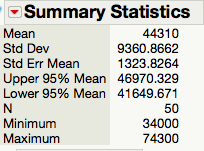 Summary Statistics
Mean 44310
Std Dev 9360.8662
Std Err Mean 1323.8264
Upper 95% Mean 46970.329
Lower 95% Mean 41649.671
N 50
Minimum 34000
Maximum 74300